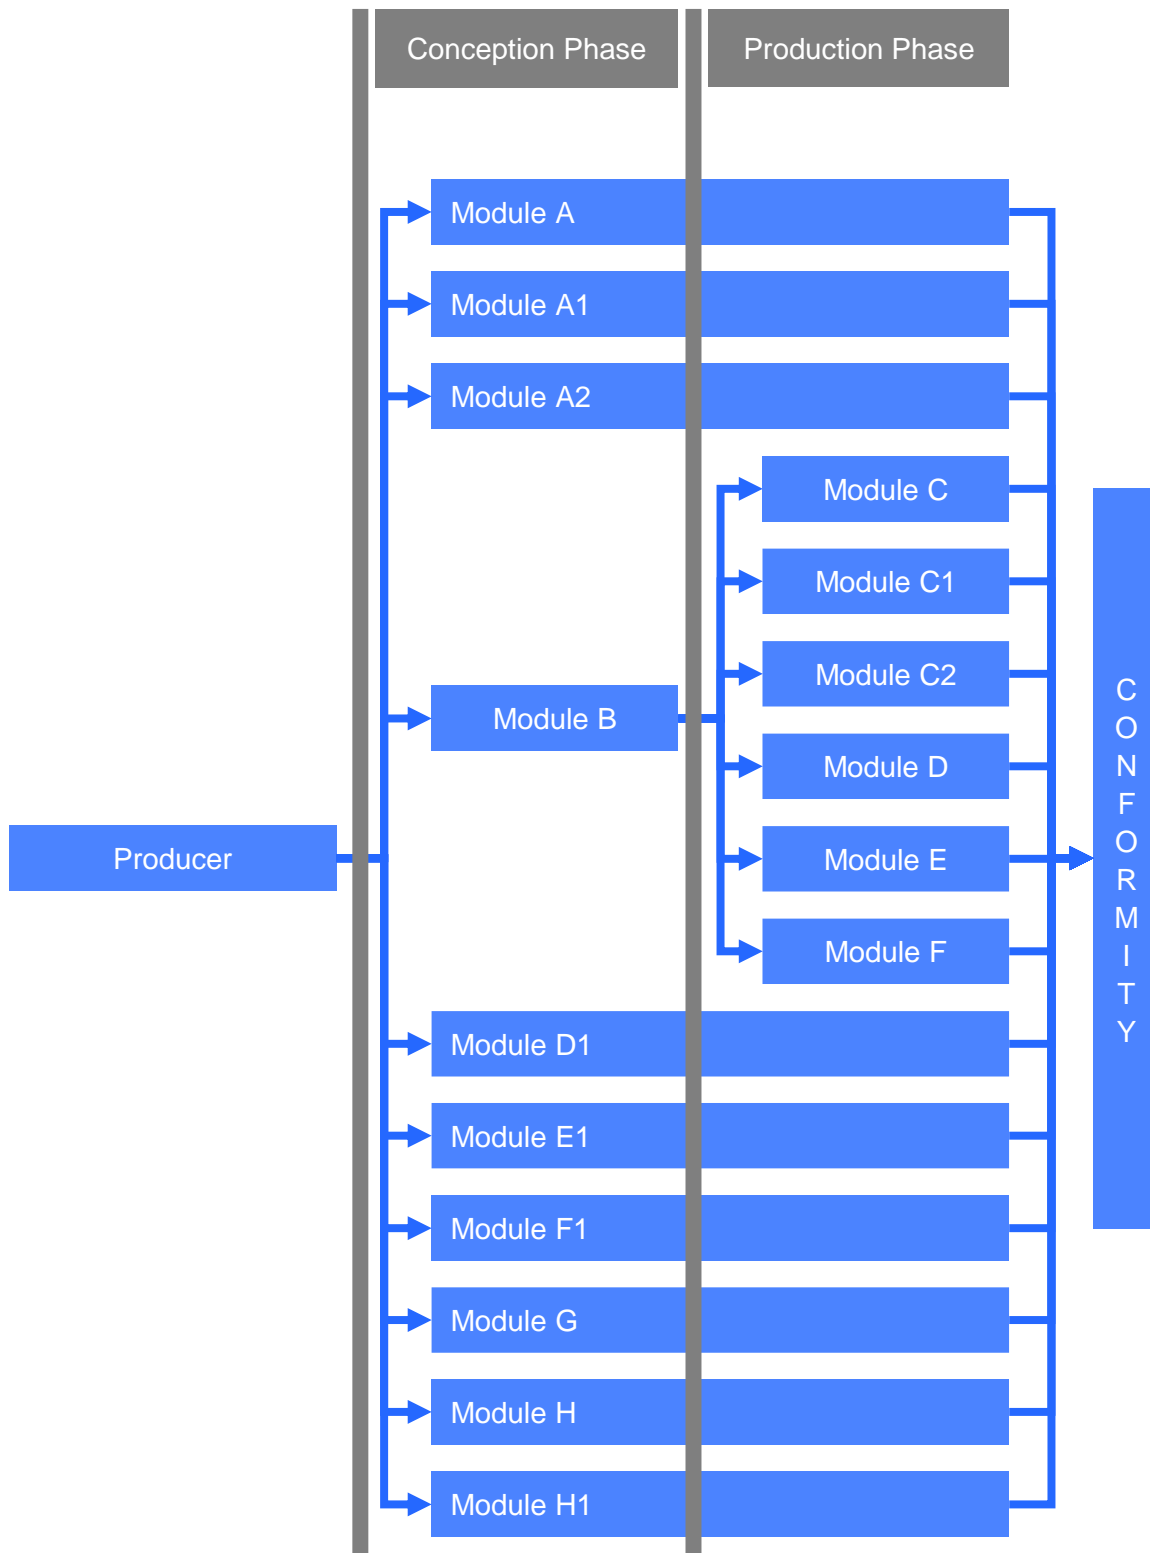 Conception Phase
Production Phase
Module A
Module A1
Module A2
Module C
Module C1
Module C2
Module B
Module D
Producer
Module E
Module F
Module D1
Module E1
Module F1
Module G
Module H
Module H1
C
O
N
F
O
R
M
I
T
Y